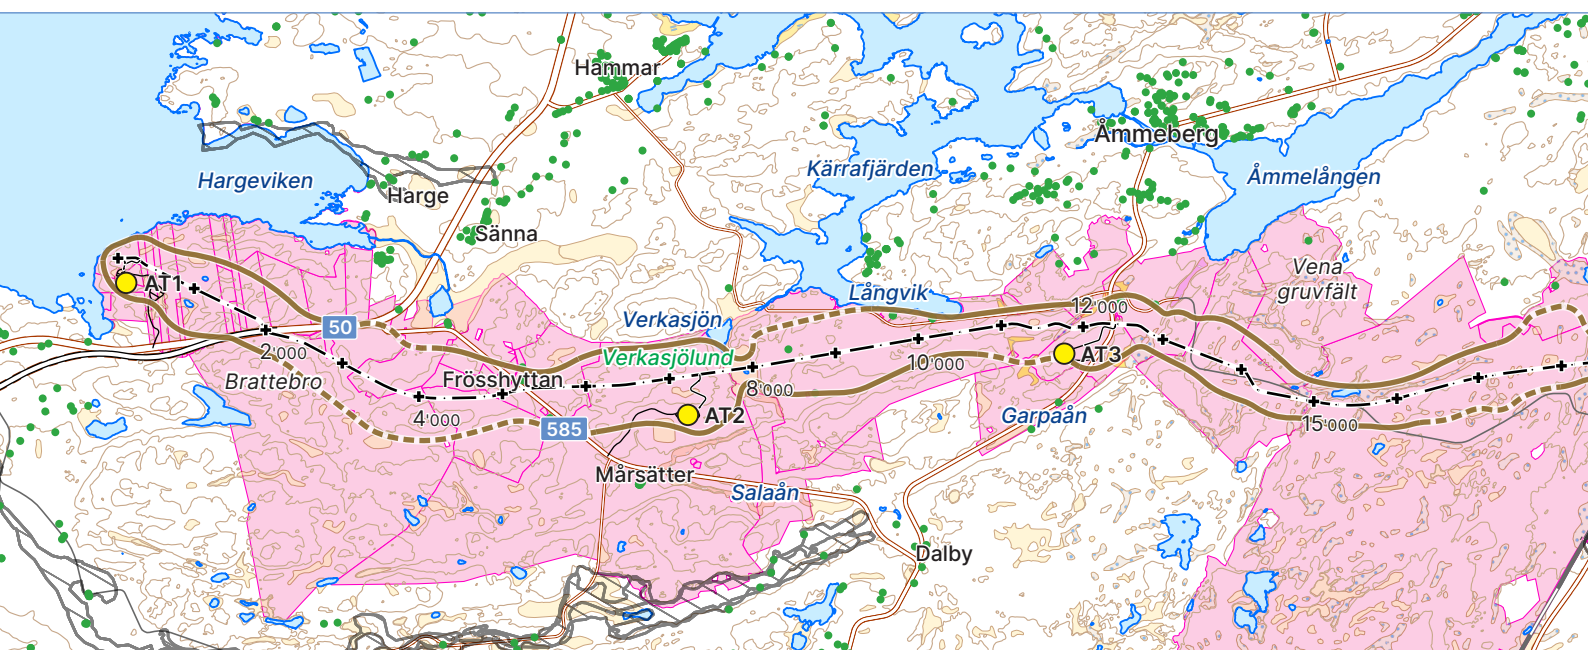 Hammar
Åmmeberg
Kärrafjärden
Hargeviken
Åmmelången
Harge
Sänna
Vena
gruvfält
AT1
Långvik
12'000
Verkasjön
50
2'000
Verkasjölund
AT3
10'000
Brattebro
Frösshyttan
8'000
4'000
AT2
Garpaån
585
15'000
Mårsätter
Salaån
Dalby